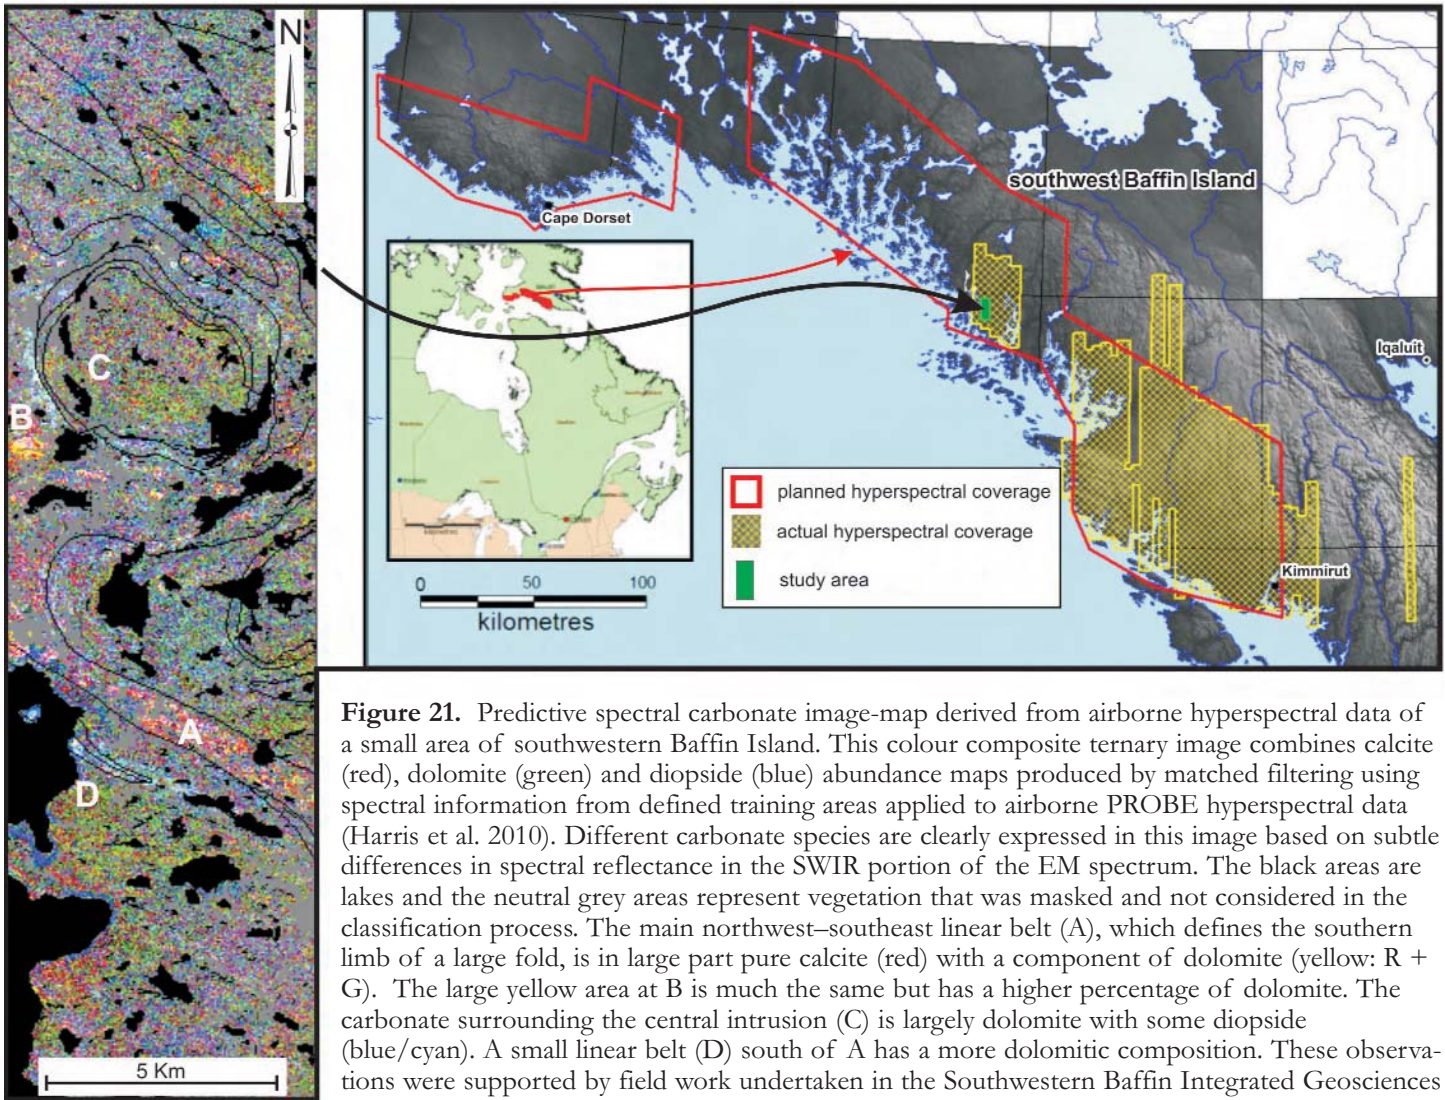 N
C
B
A
D
5 Km
southwest Baffin Island
Cape Dorset
Iqaluit
Kimmirut
planned hyperspectral coverage
actual hyperspectral coverage
study area
0 50 100
kilometres
Figure 21. Predictive spectral carbonate image-map derived from airborne hyperspectral data of
a small area of southwestern Baffin Island. This colour composite ternary image combines calcite
(red), dolomite (green) and diopside (blue) abundance maps produced by matched filtering using
spectral information from defined training areas applied to airborne PROBE hyperspectral data
(Harris et al. 2010). Different carbonate species are clearly expressed in this image based on subtle
differences in spectral reflectance in the SWIR portion of the EM spectrum. The black areas are
lakes and the neutral grey areas represent vegetation that was masked and not considered in the
classification process. The main northwest–southeast linear belt (A), which defines the southern
limb of a large fold, is in large part pure calcite (red) with a component of dolomite (yellow: R +
G). The large yellow area at B is much the same but has a higher percentage of dolomite. The
carbonate surrounding the central intrusion (C) is largely dolomite with some diopside
(blue/cyan). A small linear belt (D) south of A has a more dolomitic composition. These observa-
tions were supported by field work undertaken in the Southwestern Baffin Integrated Geosciences